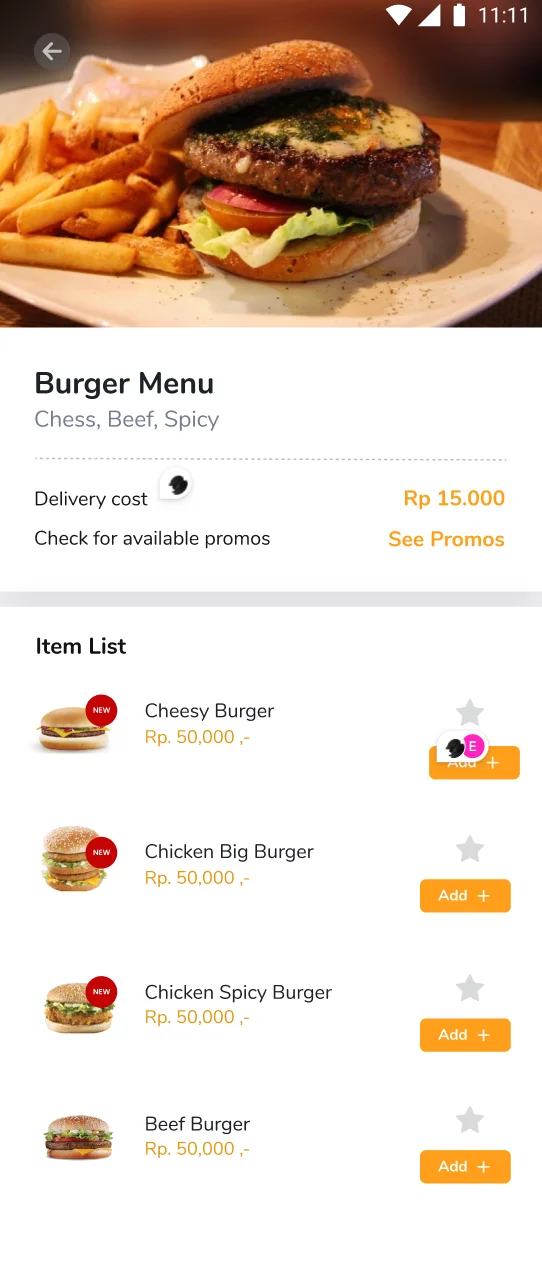 11:11
Burger Menu
Chess, Beef, Spicy
Delivery cost Rp 15.000
Check for available promos See Promos
Item List
NEW
Cheesy Burger
Rp. 50,000 ,-
E
Add +
NEW
Chicken Big Burger
Rp. 50,000 ,-
Add +
NEW
Chicken Spicy Burger
Rp. 50,000 ,-
Add +
Beef Burger
Rp. 50,000 ,-
Add +